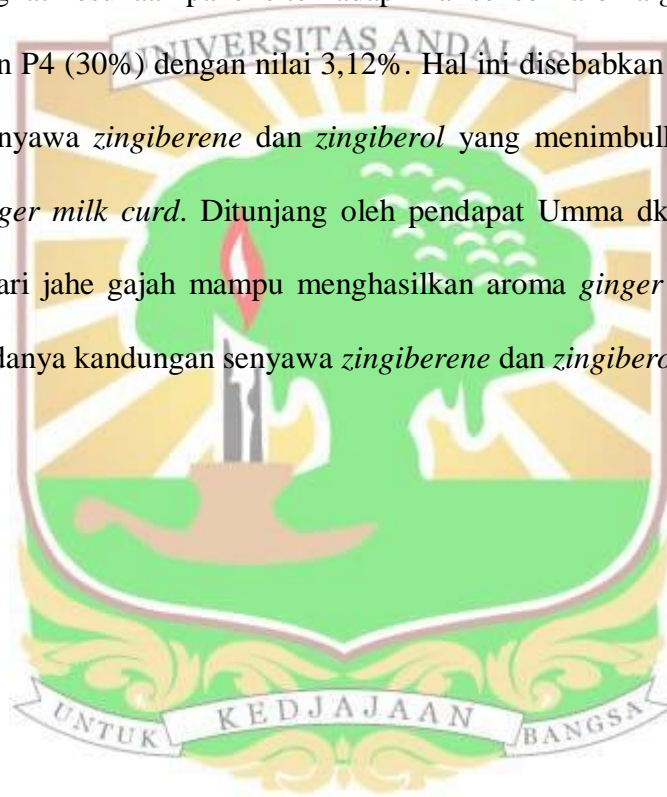 UNIVERSITAS ANDALAS
n P4 (30%) dengan nilai 3,12%. Hal ini disebabkan
nyawa zingiberene dan zingiberol yang menimbul
ger milk curd. Ditunjang oleh pendapat Umma dk
ari jahe gajah mampu menghasilkan aroma ginger
danya kandungan senyawa zingiberene dan zingibero
UNTUK KEDJAJAAN BANGSA